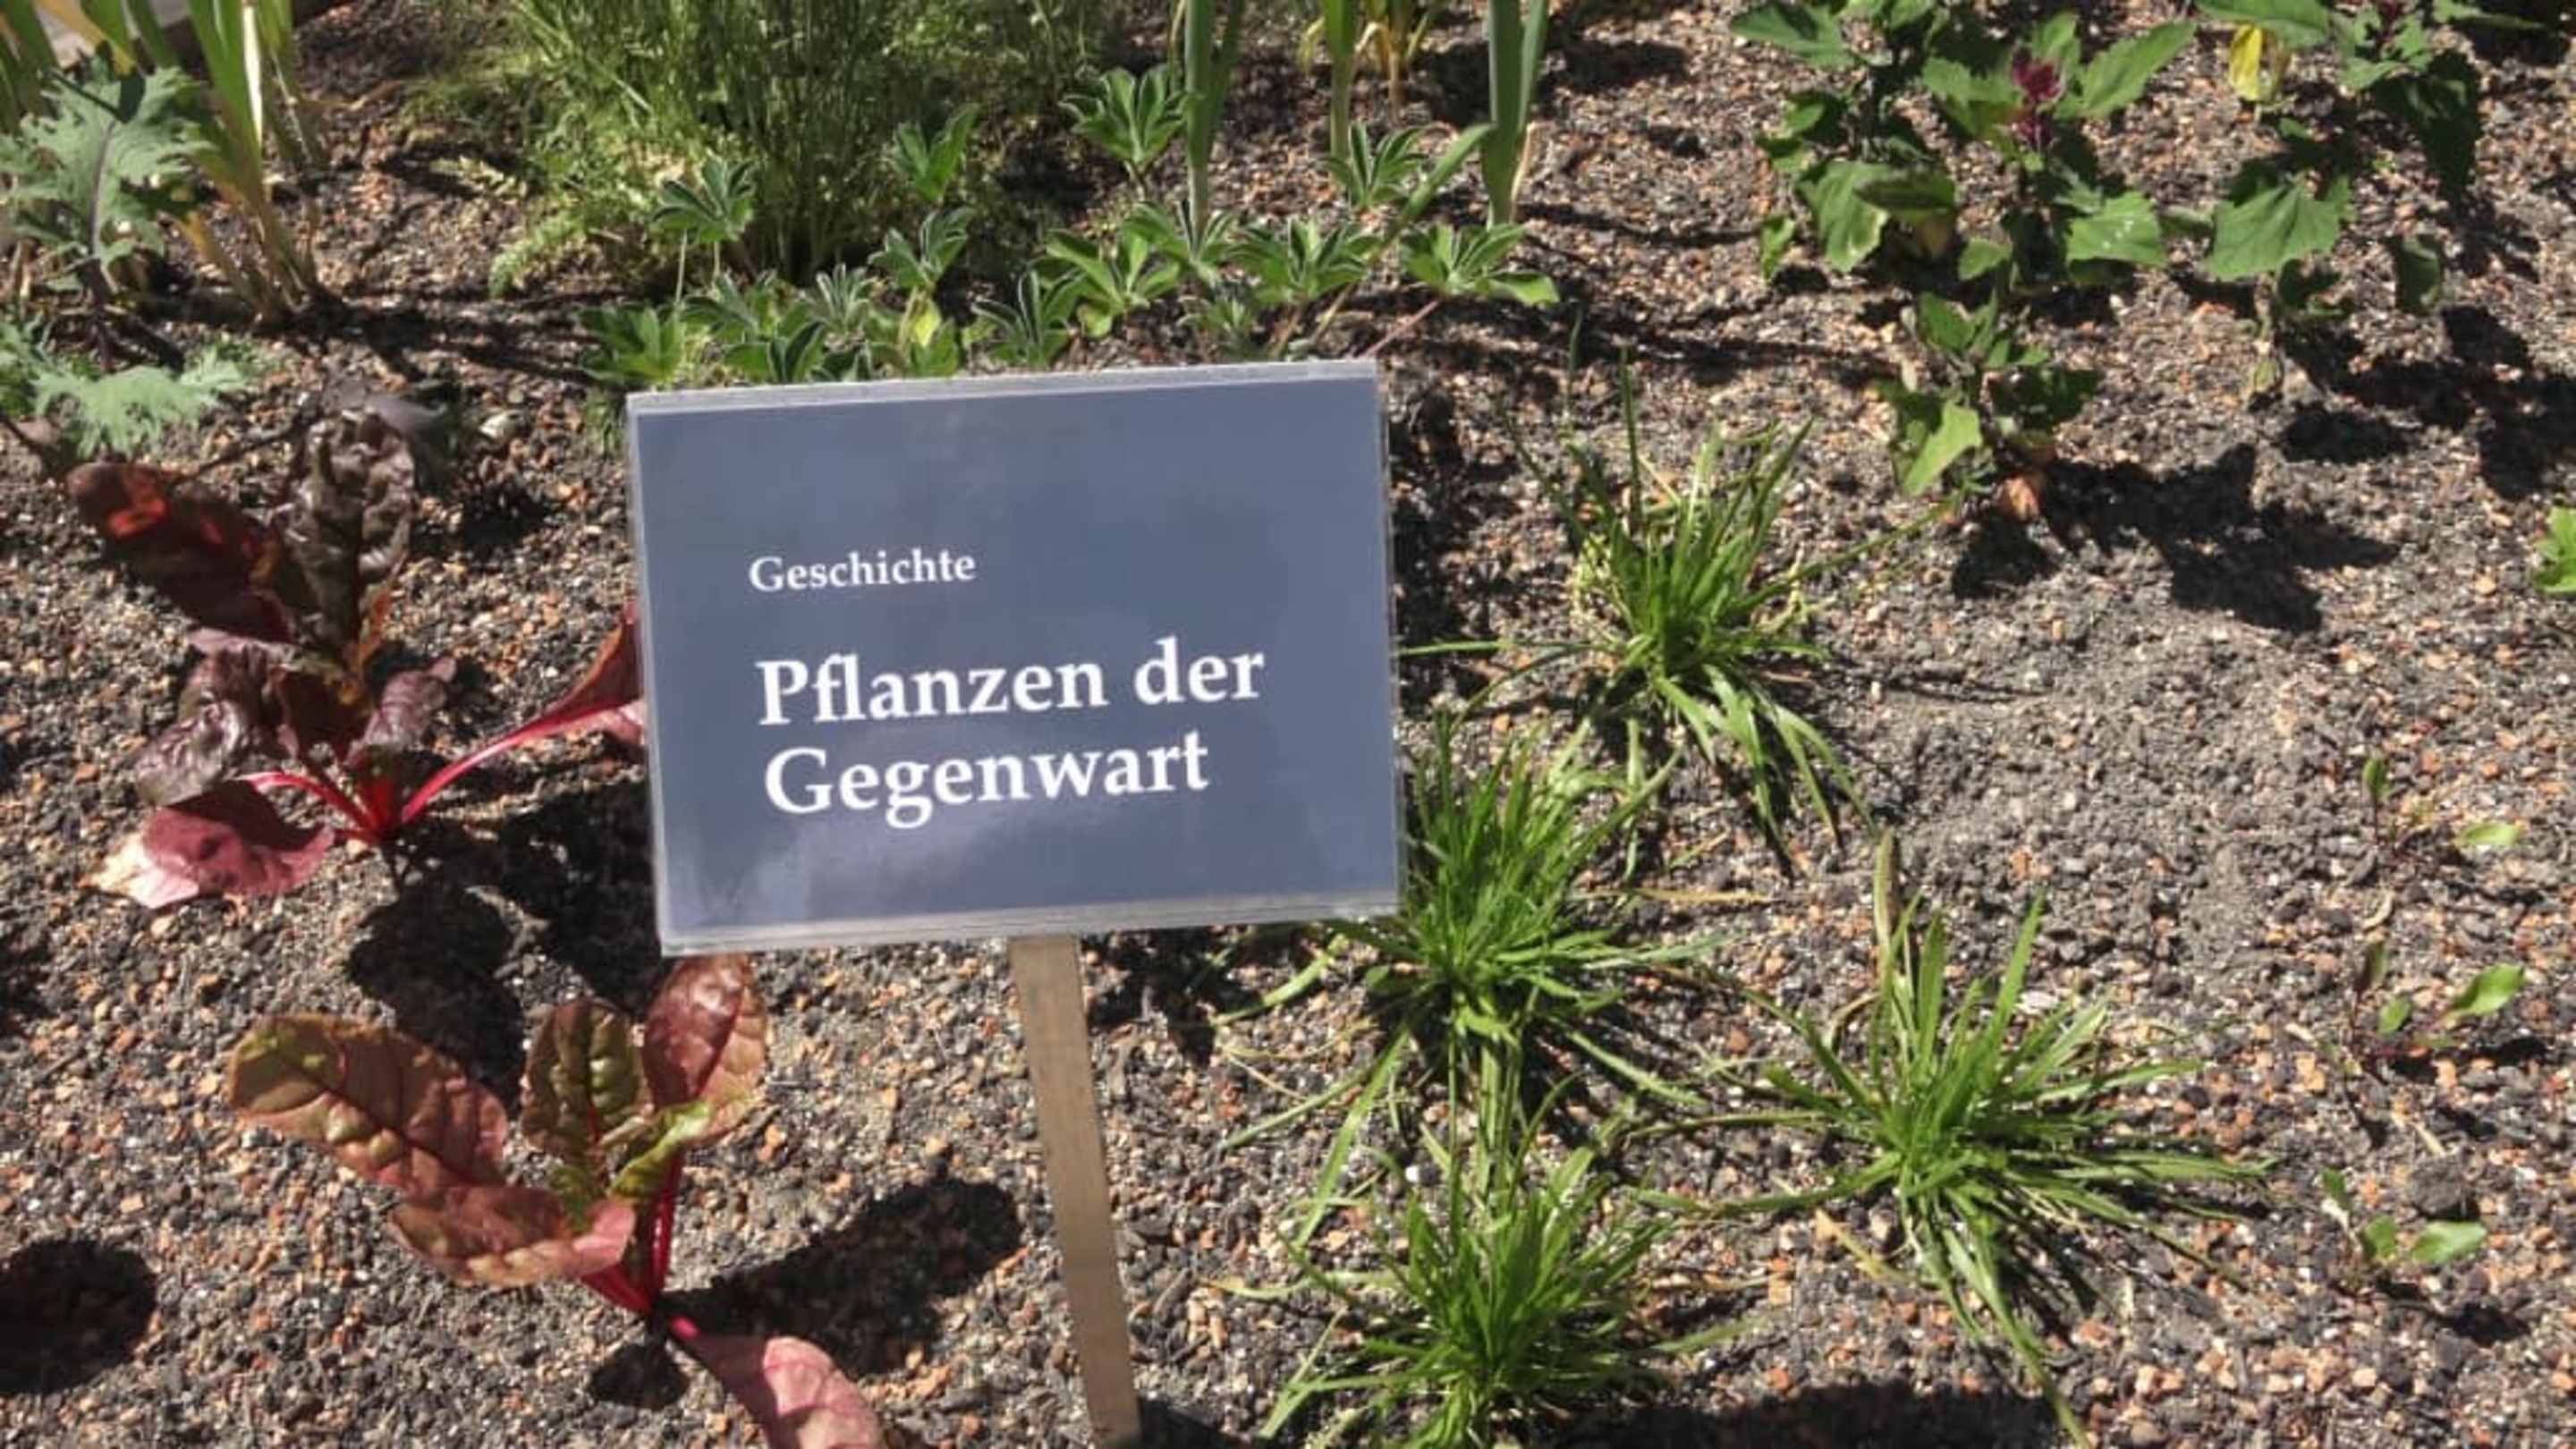 Geschichte
Pflanzen der
Gegenwart